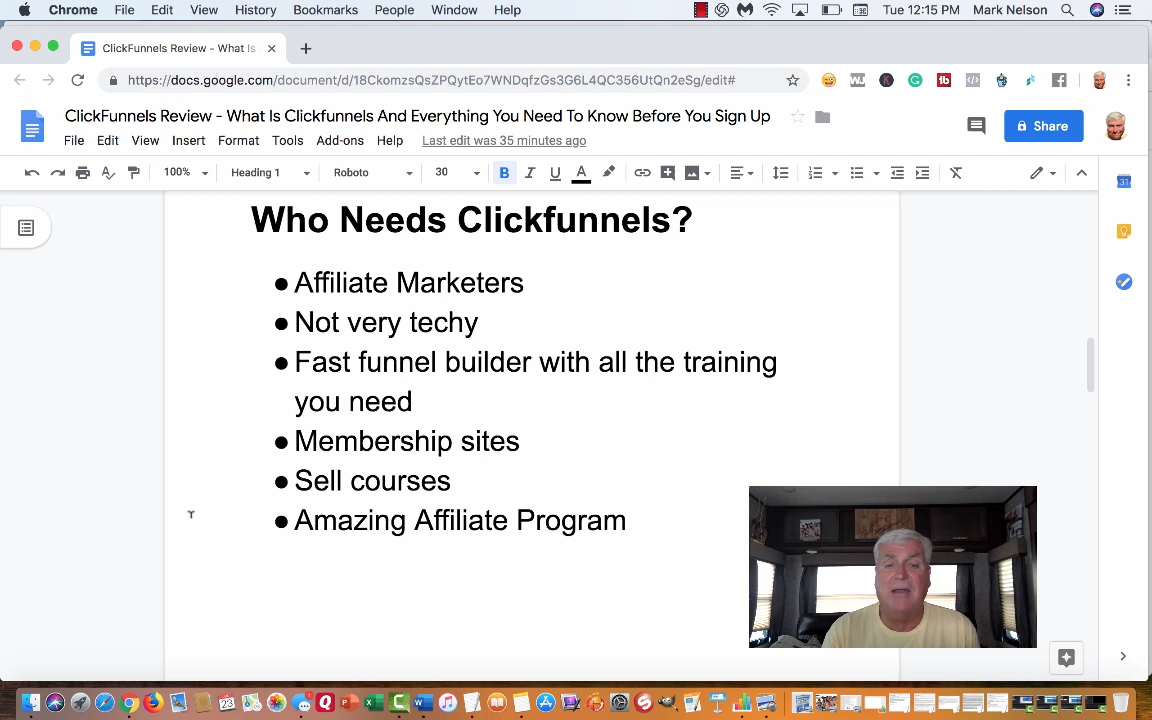 Chrome File Edit View History Bookmarks People Window Help Tue 12:15 PM Mark Nelson
ClickFunnels Review - What Is
https://docs.google.com/document/d/18CkomzsQsZPQytEo7WNDqfzGs3G6L4QC356UtQn2eSg/edit#
ClickFunnels Review - What Is Clickfunnels And Everything You Need To Know Before You Sign Up
File Edit View Insert Format Tools Add-ons Help Last edit was 35 minutes ago
Share
100% Heading 1 Roboto 30 B I U A
Who Needs Clickfunnels?
● Affiliate Marketers
● Not very techy
● Fast funnel builder with all the training
you need
● Membership sites
● Sell courses
● Amazing Affiliate Program